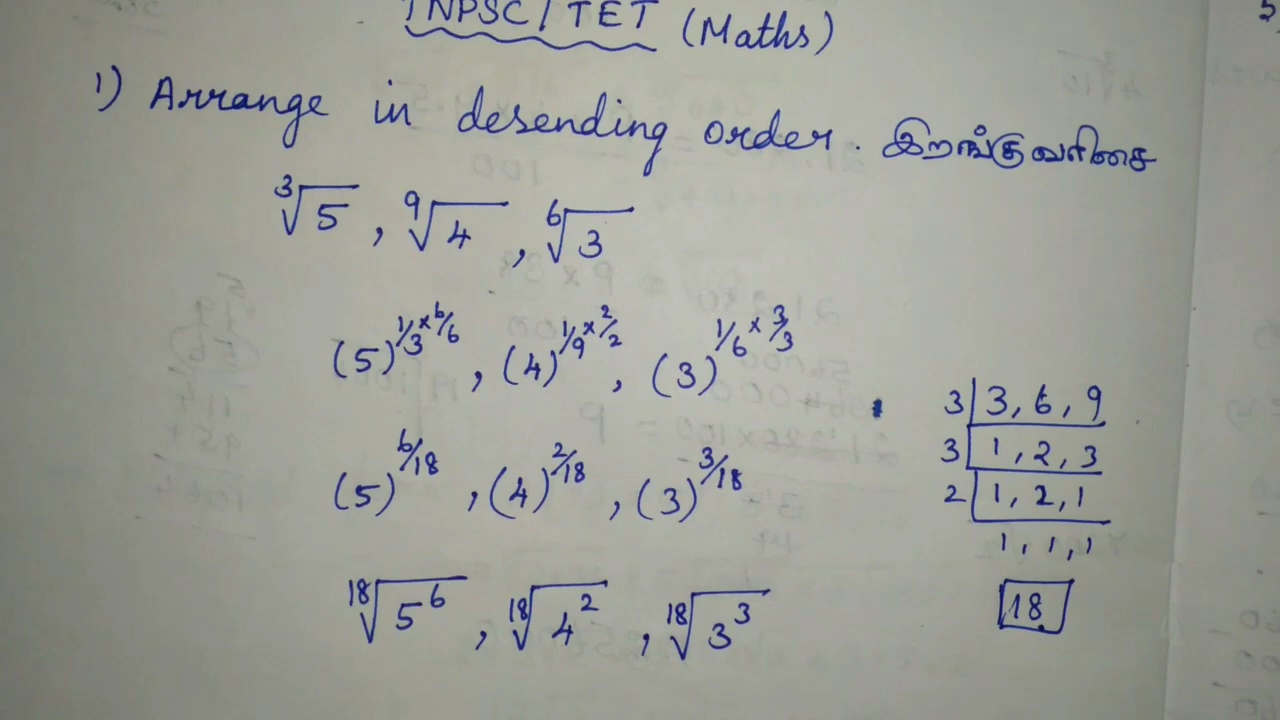 TNPSC / TET (Maths)
1) Arrange in desending order. இறங்கு வரிசை
∛5 , ⁹√4 , ⁶√3
(5)^1/3 × 6/6 , (4)^1/9 × 2/2 , (3)^1/6 × 3/3
(5)^6/18 , (4)^2/18 , (3)^3/18
¹⁸√5⁶ , ¹⁸√4² , ¹⁸√3³
3 | 3, 6, 9
3 | 1, 2, 3
2 | 1, 2, 1
1, 1, 1
18